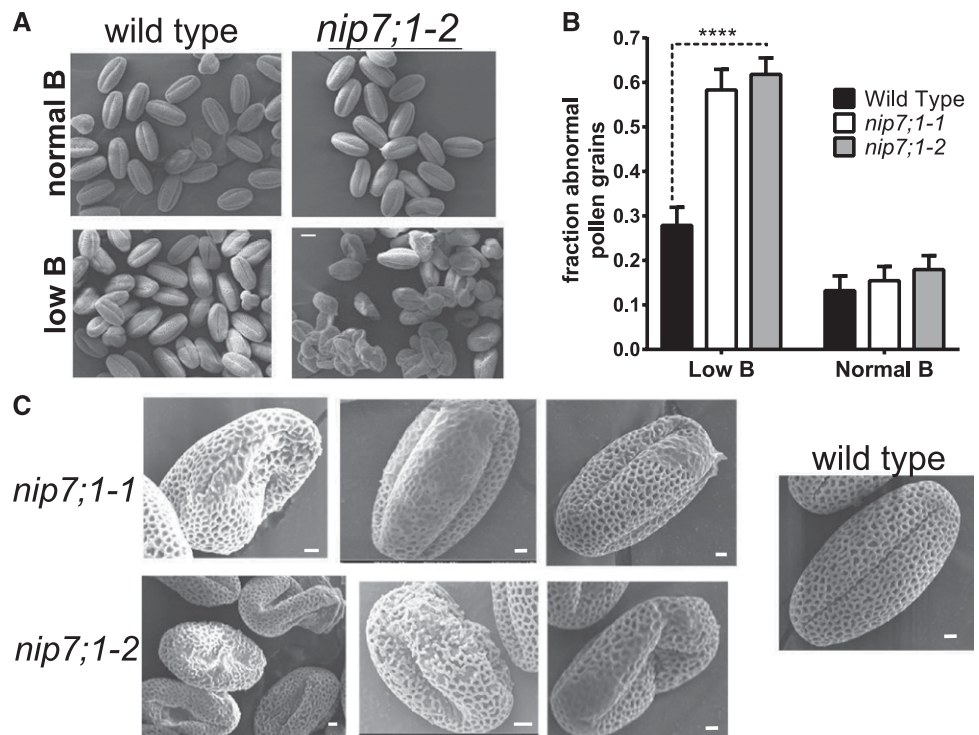 A
wild type
nip7;1-2
normal B
low B
B
fraction abnormal
pollen grains
0.7
0.6
0.5
0.4
0.3
0.2
0.1
0.0
****
Wild Type
nip7;1-1
nip7;1-2
Low B
Normal B
C
nip7;1-1
nip7;1-2
wild type